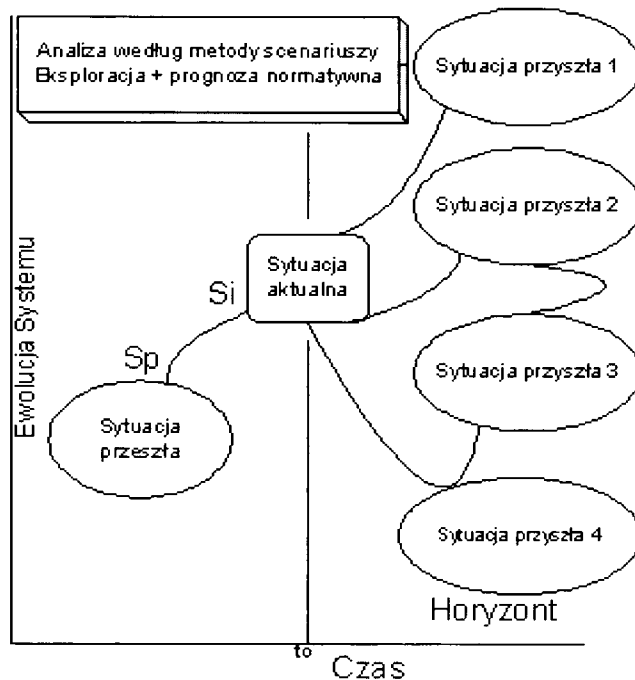 Analiza według metody scenariuszy
Eksploracja + prognoza normatywna
Sytuacja przyszła 1
Sytuacja przyszła 2
Sytuacja
aktualna
Si
Sp
Sytuacja
przeszła
Sytuacja przyszła 3
Sytuacja przyszła 4
Ewolucja Systemu
Horyzont
to
Czas